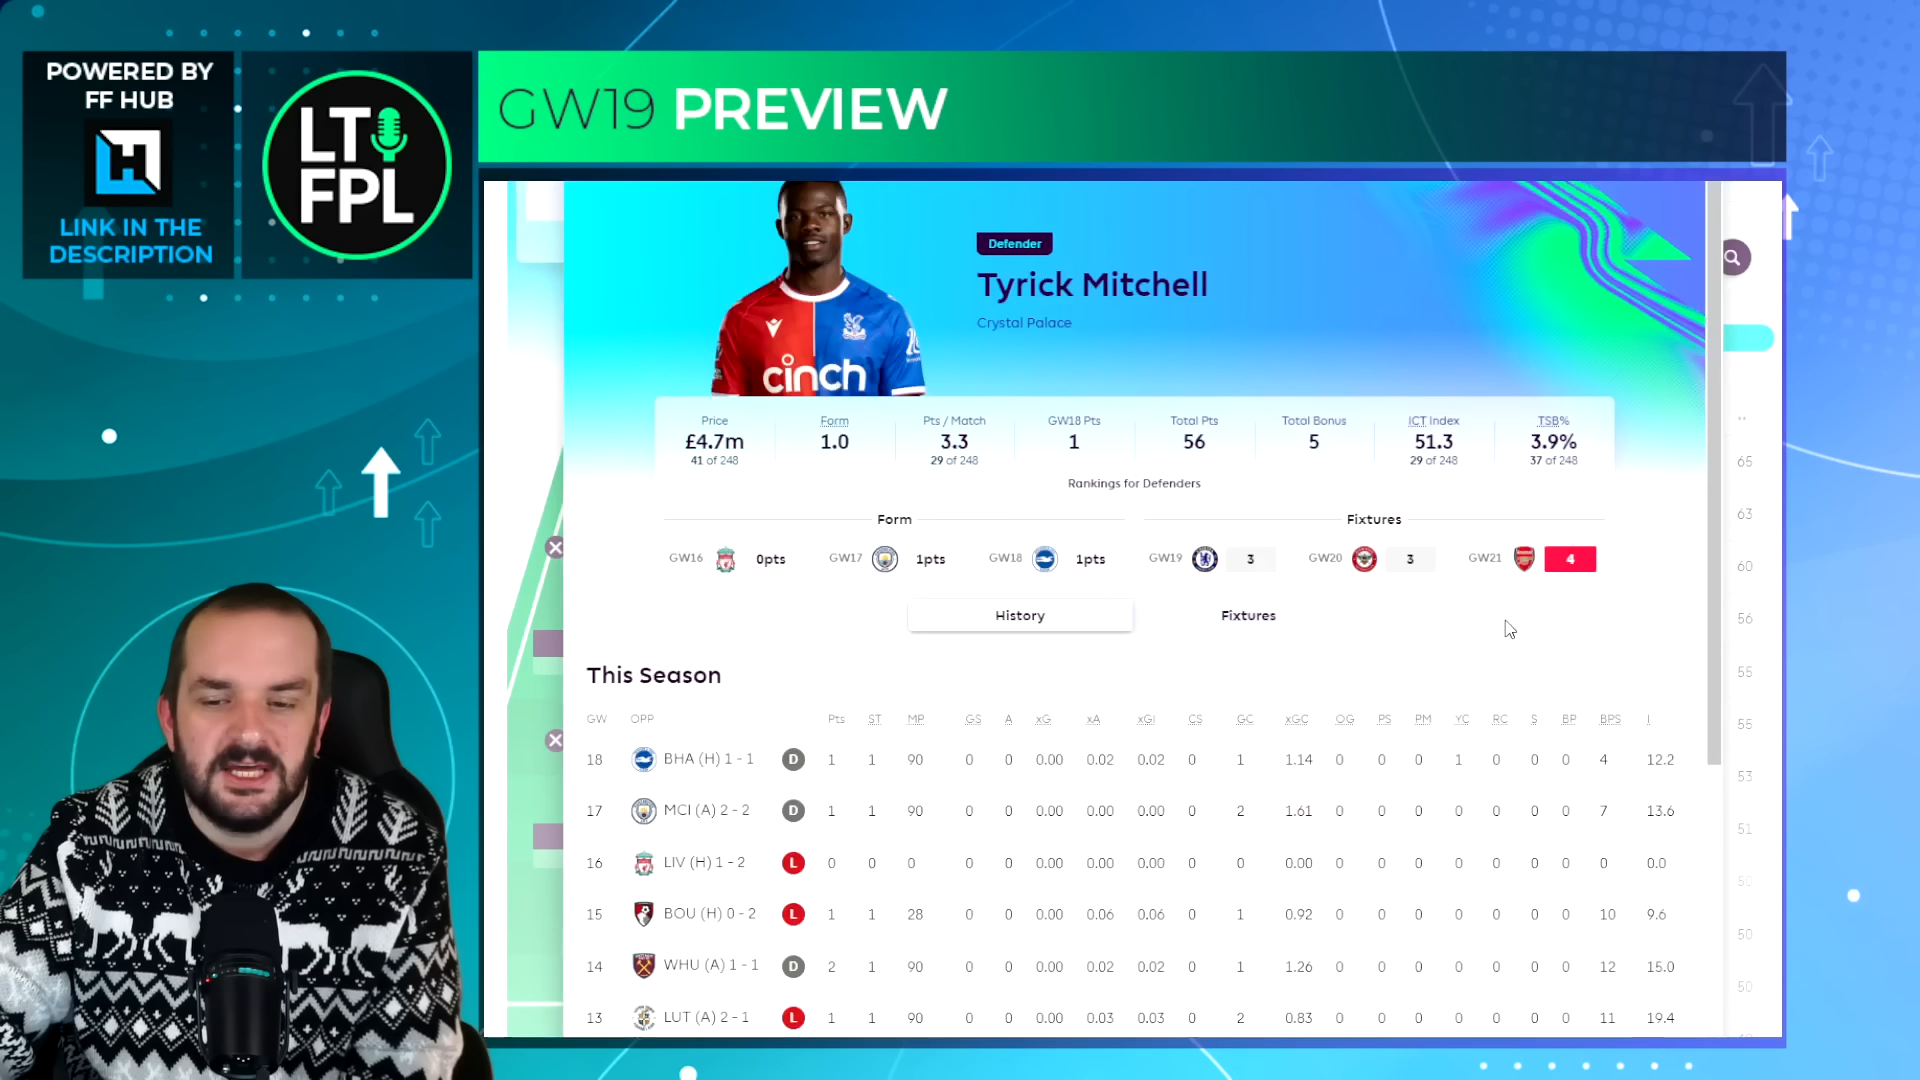 POWERED BY
FF HUB
LINK IN THE
DESCRIPTION
LT
FPL
GW19 PREVIEW
Defender
Tyrick Mitchell
Crystal Palace
cinch
Price Form Pts / Match GW18 Pts Total Pts Total Bonus ICT Index TSB%
£4.7m 1.0 3.3 1 56 5 51.3 3.9%
41 of 248 29 of 248 29 of 248 37 of 248
Rankings for Defenders
Form Fixtures
GW16 0pts GW17 1pts GW18 1pts GW19 3 GW20 3 GW21 4
History Fixtures
This Season
GW OPP Pts ST MP GS A xG xA xGI CS GC xGC OG PS PM YC RC S BP BPS I
18 BHA (H) 1 - 1 D 1 1 90 0 0 0.00 0.02 0.02 0 1 1.14 0 0 0 1 0 0 0 4 12.2
17 MCI (A) 2 - 2 D 1 1 90 0 0 0.00 0.00 0.00 0 2 1.61 0 0 0 0 0 0 0 7 13.6
16 LIV (H) 1 - 2 L 0 0 0 0 0 0.00 0.00 0.00 0 0 0.00 0 0 0 0 0 0 0 0 0.0
15 BOU (H) 0 - 2 L 1 1 28 0 0 0.00 0.06 0.06 0 1 0.92 0 0 0 0 0 0 0 10 9.6
14 WHU (A) 1 - 1 D 2 1 90 0 0 0.00 0.02 0.02 0 1 1.26 0 0 0 0 0 0 0 12 15.0
13 LUT (A) 2 - 1 L 1 1 90 0 0 0.00 0.03 0.03 0 2 0.83 0 0 0 0 0 0 0 11 19.4
65
63
60
56
55
55
53
51
50
50
50